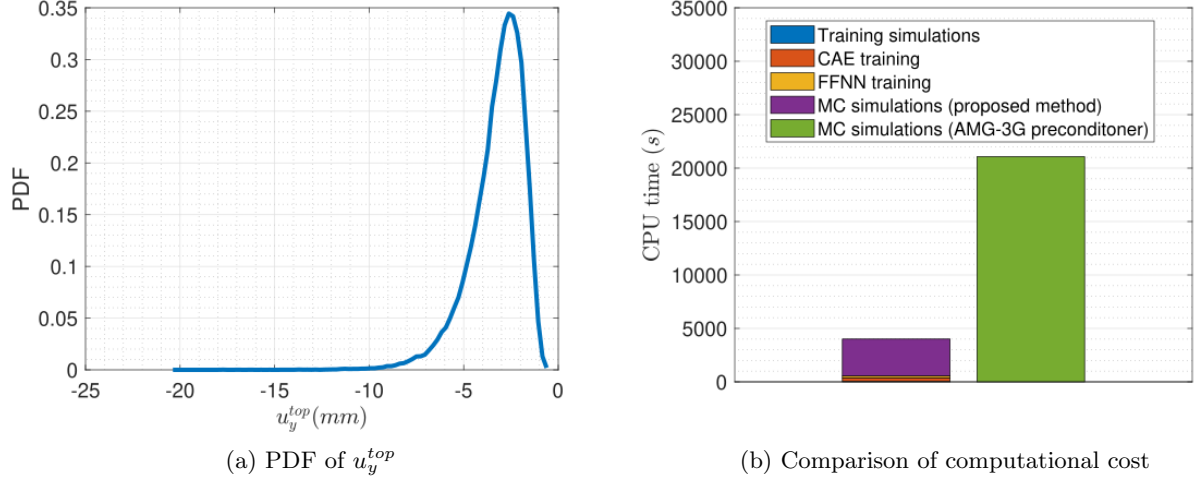 0.35
0.3
0.25
0.2
0.15
0.1
0.05
0
PDF
-25 -20 -15 -10 -5 0
u_y^{top}(mm)
(a) PDF of u_y^{top}
35000
30000
25000
20000
15000
10000
5000
0
CPU time (s)
Training simulations
CAE training
FFNN training
MC simulations (proposed method)
MC simulations (AMG-3G preconditoner)
(b) Comparison of computational cost